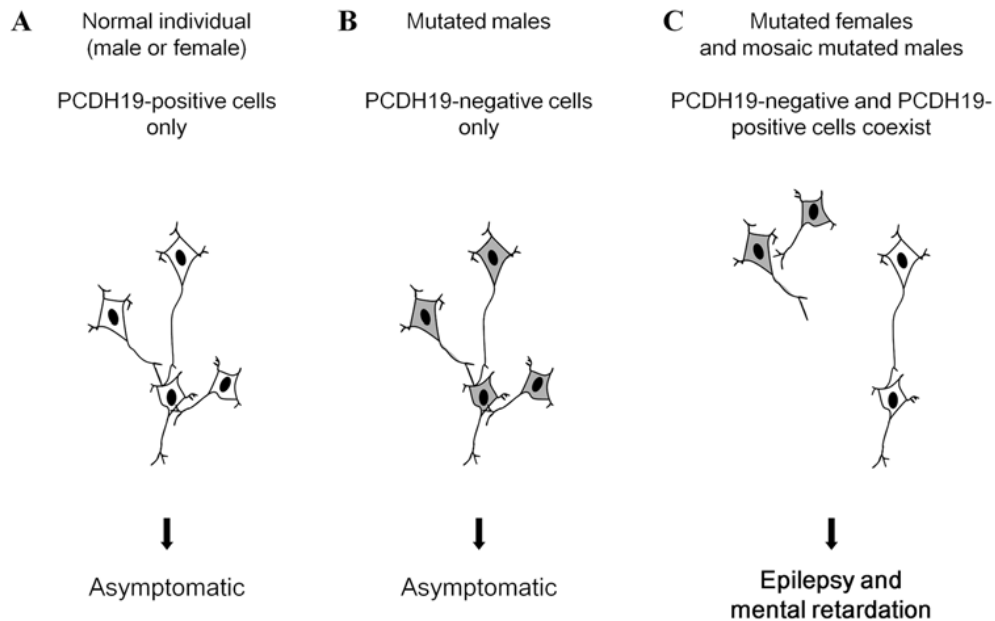 A
Normal individual
(male or female)
PCDH19-positive cells
only
Asymptomatic
B
Mutated males
PCDH19-negative cells
only
Asymptomatic
C
Mutated females
and mosaic mutated males
PCDH19-negative and PCDH19-
positive cells coexist
Epilepsy and
mental retardation